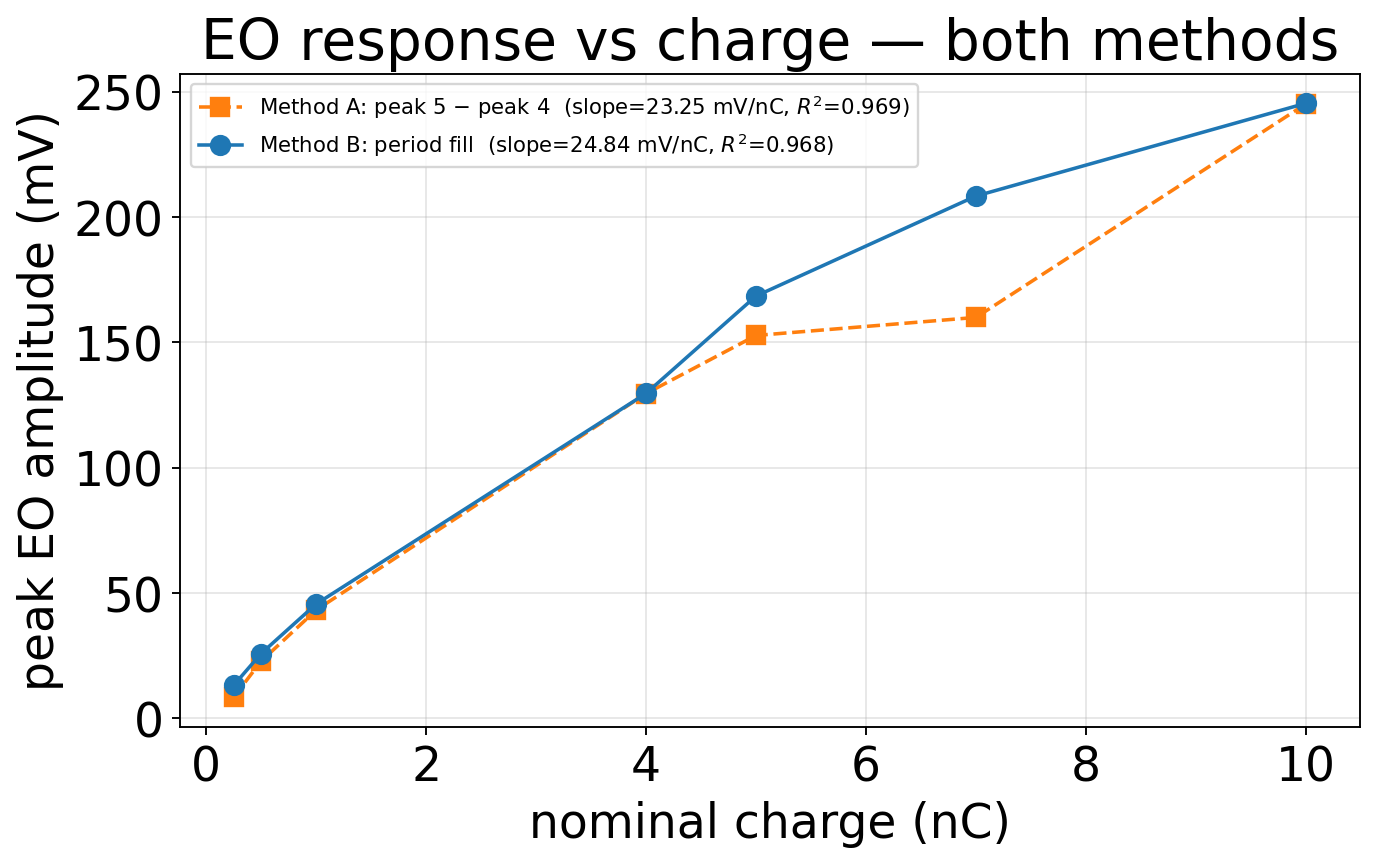 EO response vs charge — both methods
Method A: peak 5 − peak 4 (slope=23.25 mV/nC, R²=0.969)
Method B: period fill (slope=24.84 mV/nC, R²=0.968)
peak EO amplitude (mV)
250
200
150
100
50
0
0 2 4 6 8 10
nominal charge (nC)